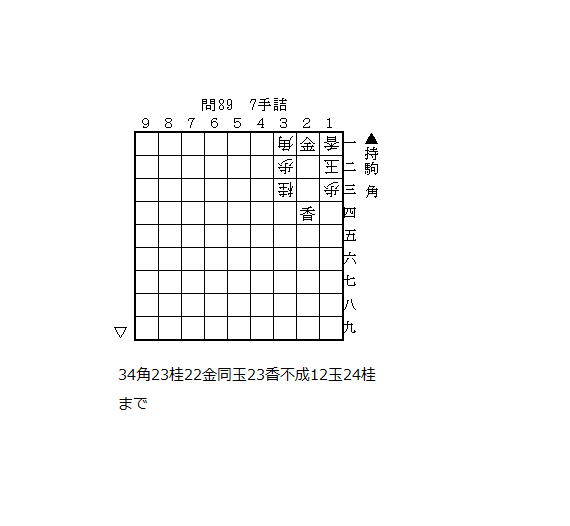 問39 7手詰
9 8 7 6 5 4 3 2 1
角 金 香 一
歩 玉 二
桂 歩 三
香 四
五
六
七
八
九
▲持駒 角
▽
34角23桂22金同玉23香不成12玉24桂
まで